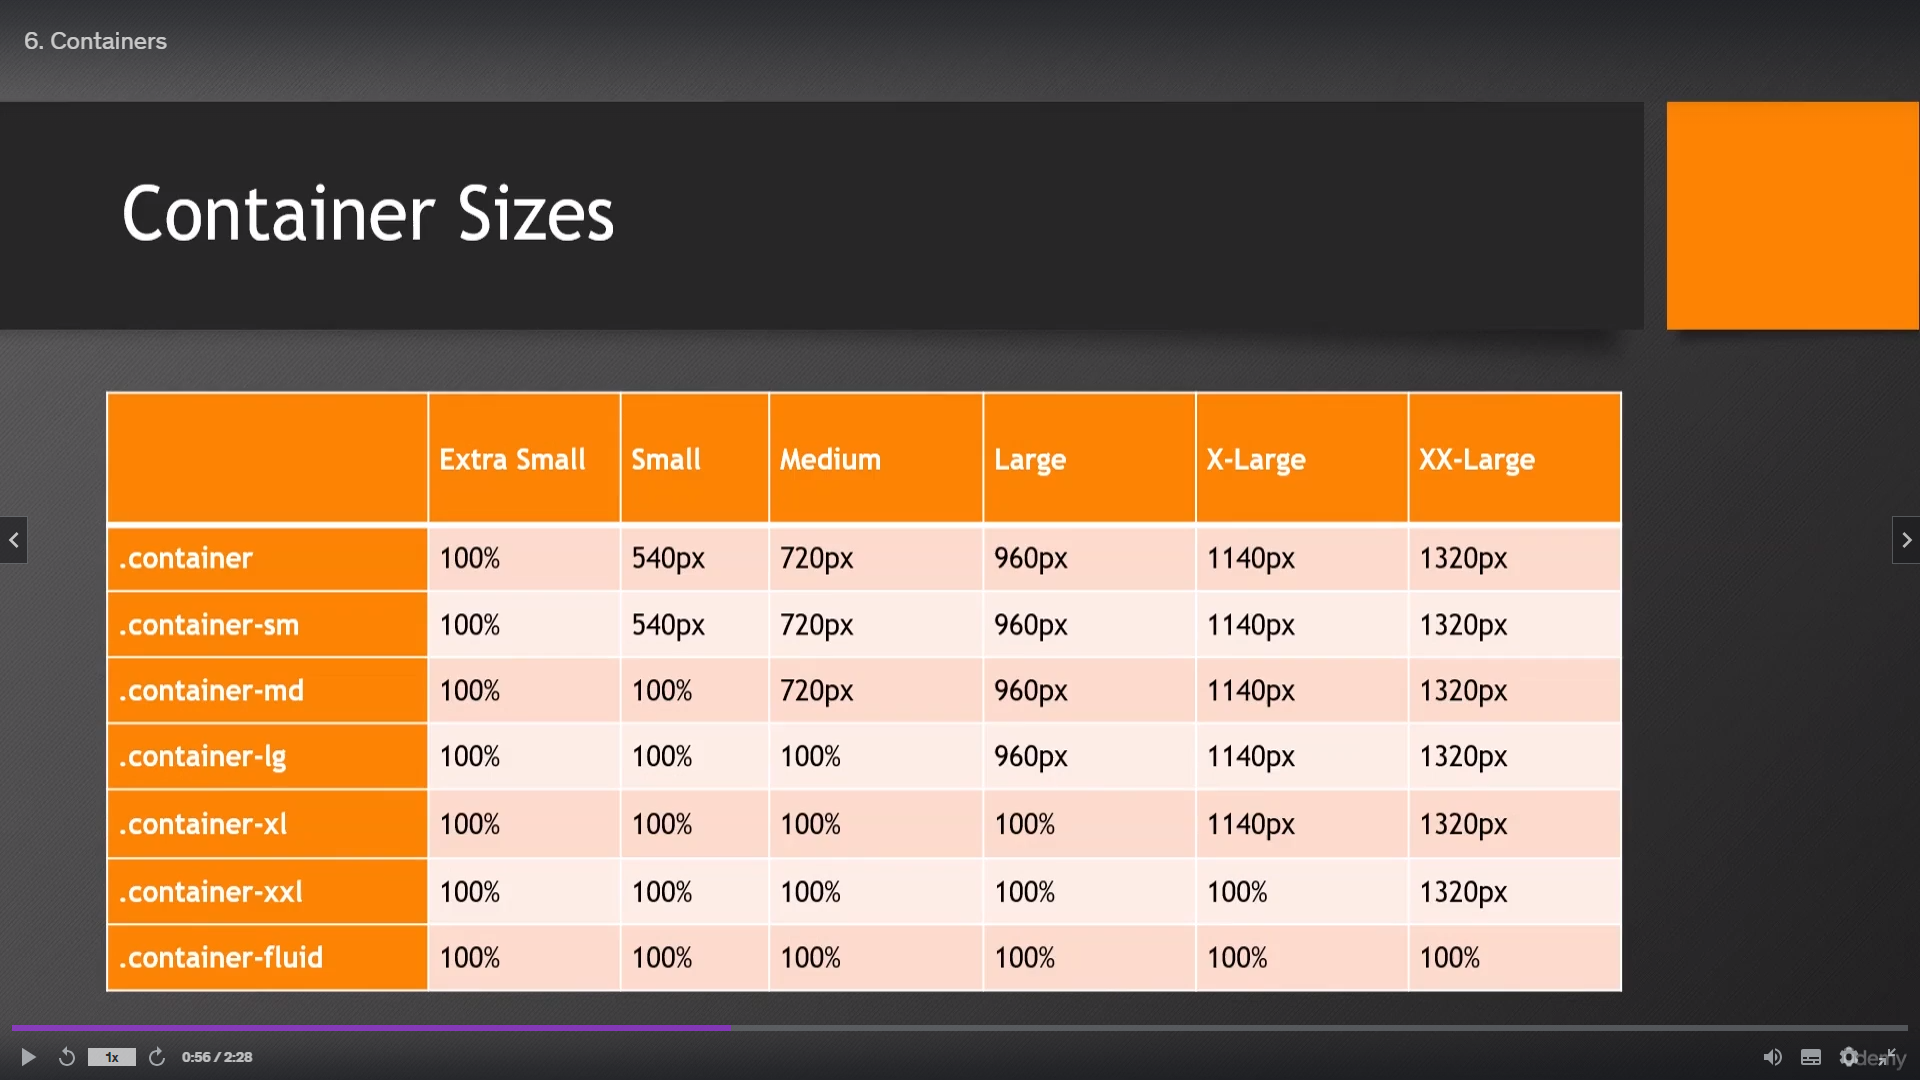 6. Containers
Container Sizes
Extra Small Small Medium Large X-Large XX-Large
.container 100% 540px 720px 960px 1140px 1320px
.container-sm 100% 540px 720px 960px 1140px 1320px
.container-md 100% 100% 720px 960px 1140px 1320px
.container-lg 100% 100% 100% 960px 1140px 1320px
.container-xl 100% 100% 100% 100% 1140px 1320px
.container-xxl 100% 100% 100% 100% 100% 1320px
.container-fluid 100% 100% 100% 100% 100% 100%
1x 0:56 / 2:28